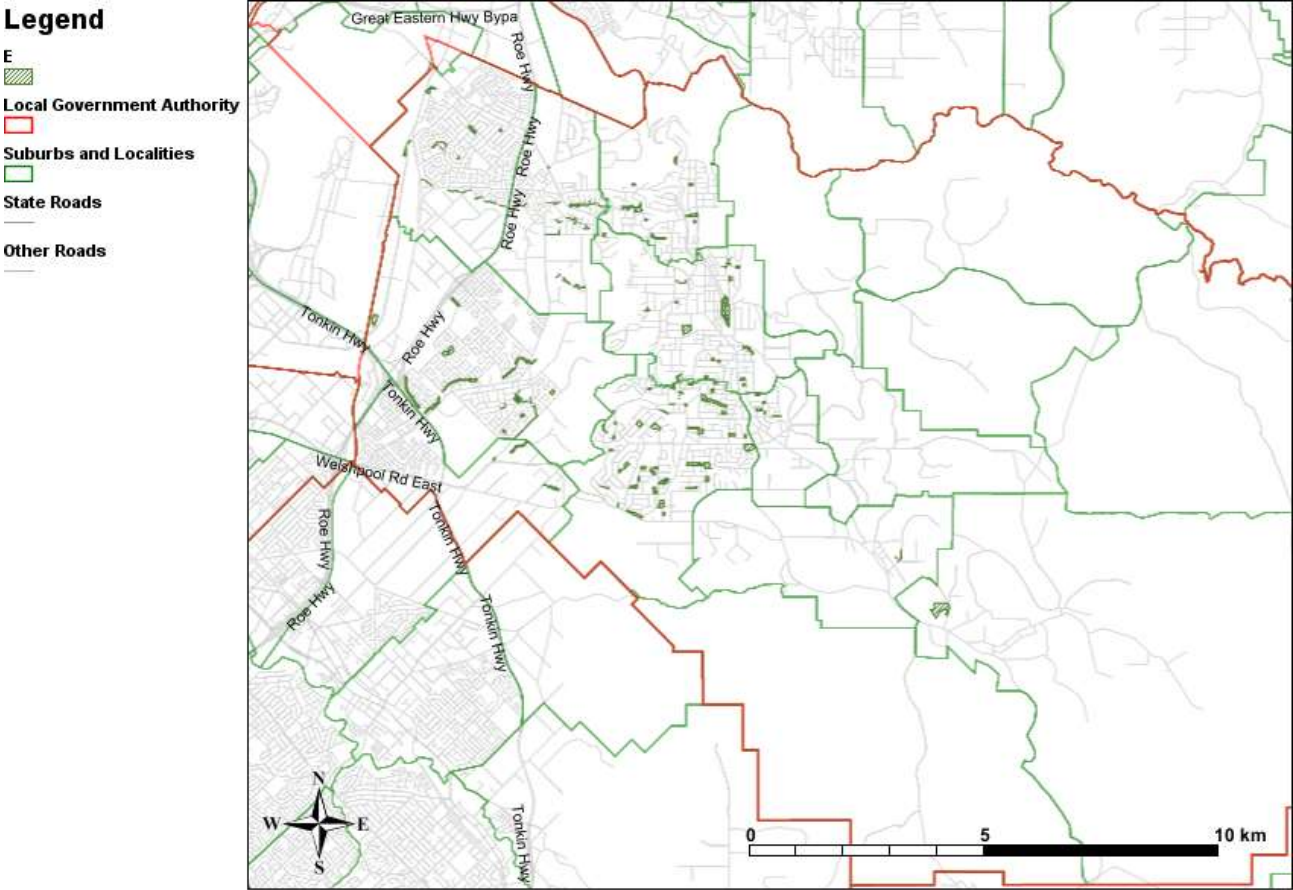 Legend
E
Local Government Authority
Suburbs and Localities
State Roads
Other Roads
Great Eastern Hwy Bypa
Roe Hwy
Roe Hwy
Roe Hwy
Tonkin Hwy
Roe Hwy
Tonkin Hwy
Welshpool Rd East
Roe Hwy
Tonkin Hwy
Roe Hwy
Tonkin Hwy
Tonkin Hwy
N
W E
S
0 5 10 km